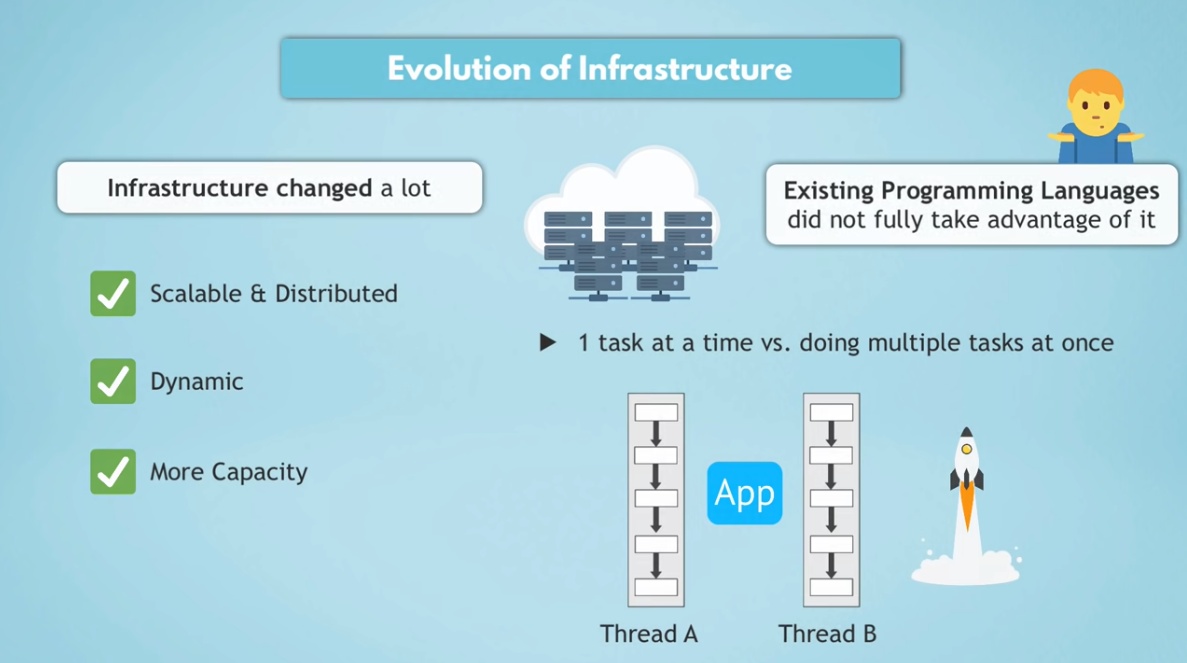 Evolution of Infrastructure
Infrastructure changed a lot
Scalable & Distributed
Dynamic
More Capacity
Existing Programming Languages
did not fully take advantage of it
▶ 1 task at a time vs. doing multiple tasks at once
App
Thread A
Thread B